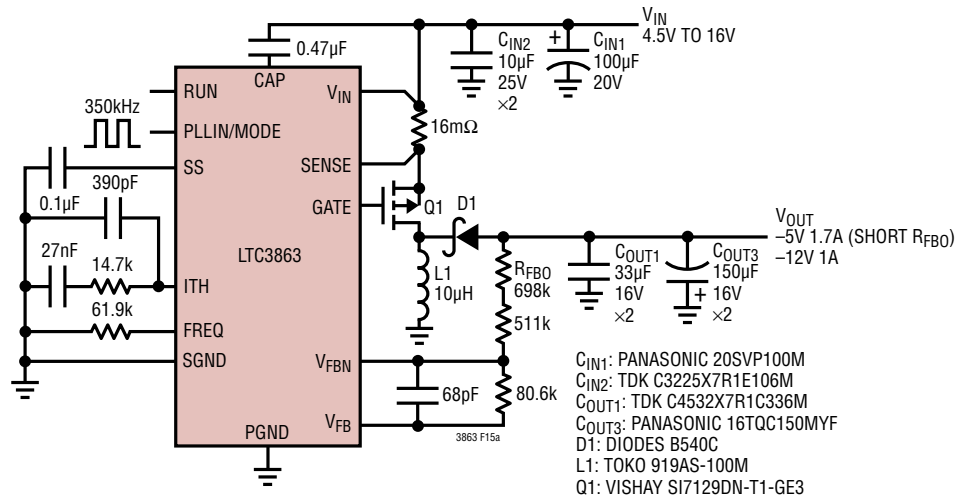 V_IN
4.5V TO 16V
0.47µF
C_IN2
10µF
25V
×2
+
C_IN1
100µF
20V
CAP
RUN
V_IN
350kHz
PLLIN/MODE
16mΩ
SS
SENSE
390pF
0.1µF
GATE
Q1
D1
V_OUT
–5V 1.7A (SHORT R_FBO)
–12V 1A
LTC3863
27nF
14.7k
ITH
L1
10µH
R_FBO
698k
C_OUT1
33µF
16V
×2
C_OUT3
150µF
+ 16V
×2
61.9k
511k
FREQ
SGND
V_FBN
68pF
80.6k
V_FB
PGND
3863 F15a
C_IN1: PANASONIC 20SVP100M
C_IN2: TDK C3225X7R1E106M
C_OUT1: TDK C4532X7R1C336M
C_OUT3: PANASONIC 16TQC150MYF
D1: DIODES B540C
L1: TOKO 919AS-100M
Q1: VISHAY SI7129DN-T1-GE3